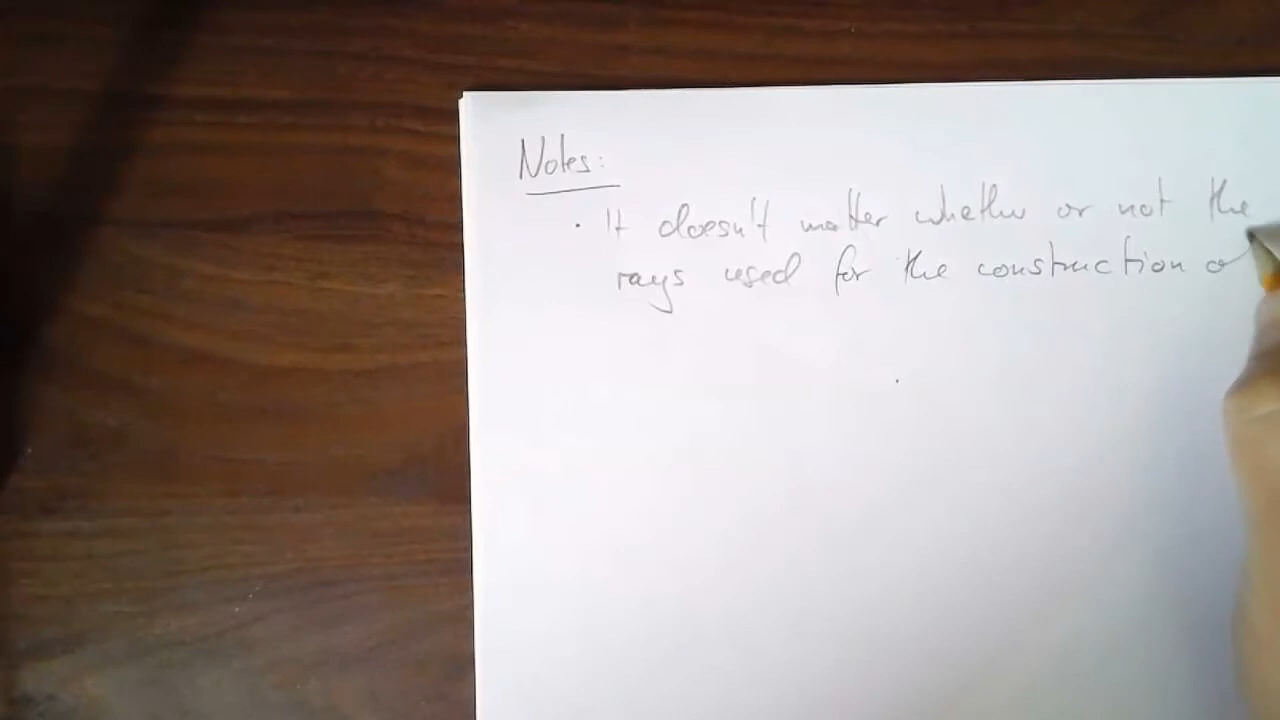 Notes:
· It doesn't matter whether or not the
rays used for the construction